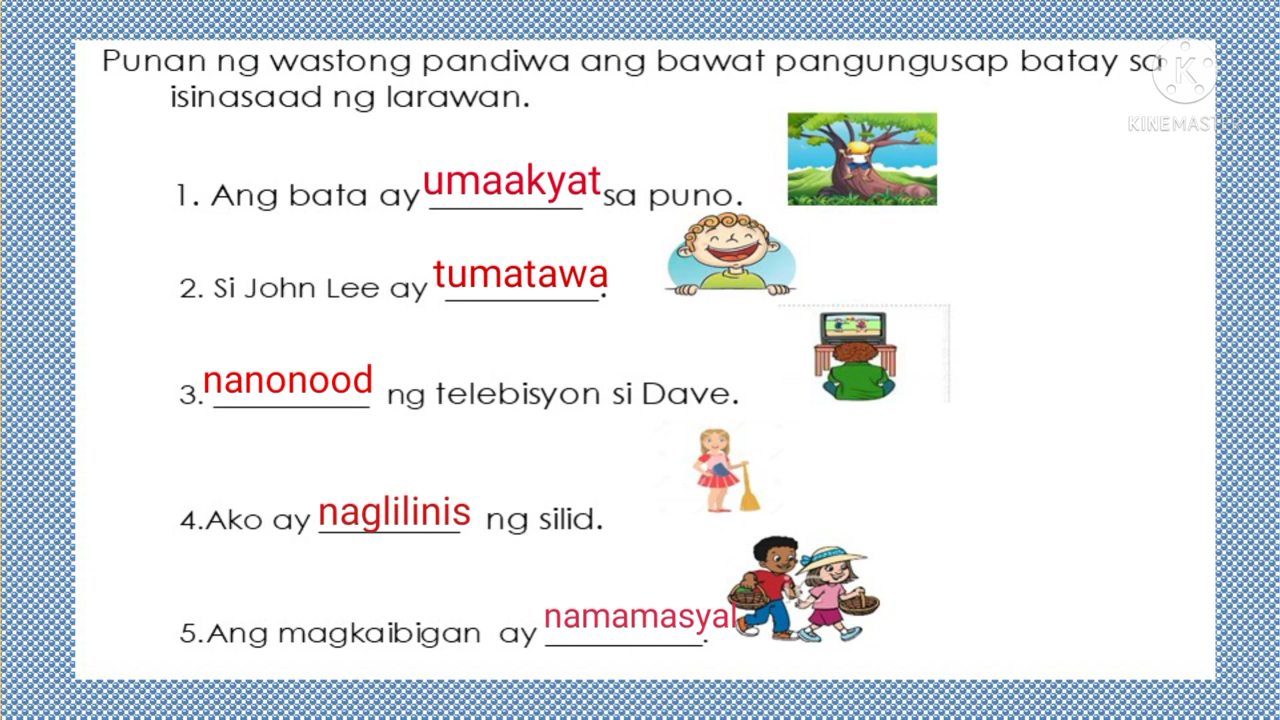 Punan ng wastong pandiwa ang bawat pangungusap batay sa
isinasaad ng larawan.
KINEMASTER
1. Ang bata ay umaakyat sa puno.
2. Si John Lee ay tumatawa.
3. nanonood ng telebisyon si Dave.
4.Ako ay naglilinis ng silid.
5.Ang magkaibigan ay namamasyal.